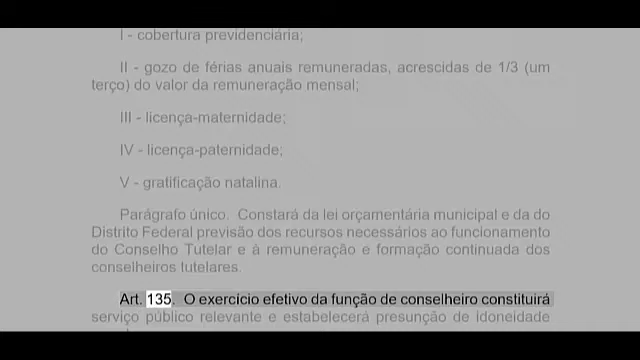 I - cobertura previdenciária;
II - gozo de férias anuais remuneradas, acrescidas de 1/3 (um
terço) do valor da remuneração mensal;
III - licença-maternidade;
IV - licença-paternidade;
V - gratificação natalina.
Parágrafo único. Constará da lei orçamentária municipal e da do
Distrito Federal previsão dos recursos necessários ao funcionamento
do Conselho Tutelar e à remuneração e formação continuada dos
conselheiros tutelares.
Art. 135. O exercício efetivo da função de conselheiro constituirá
serviço público relevante e estabelecerá presunção de idoneidade